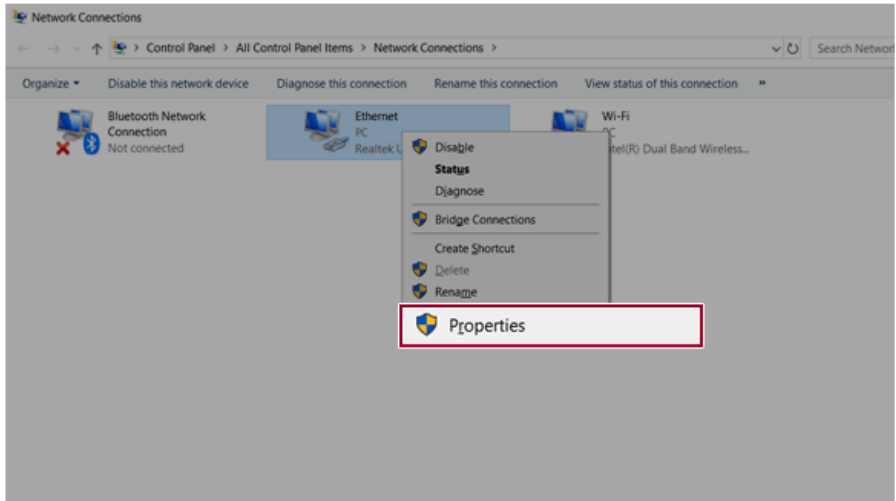 Network Connections
Control Panel > All Control Panel Items > Network Connections >
Search Networ
Organize Disable this network device Diagnose this connection Rename this connection View status of this connection »
Bluetooth Network
Connection
Not connected
Ethernet
PC
Realtek U
Wi-Fi
PC
tel(R) Dual Band Wireless...
Disable
Status
Diagnose
Bridge Connections
Create Shortcut
Delete
Rename
Properties